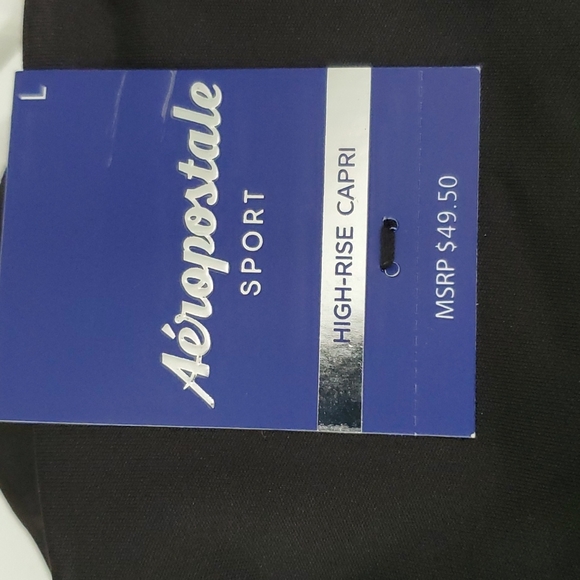 L
Aéropostale
SPORT
HIGH-RISE CAPRI
MSRP $49.50